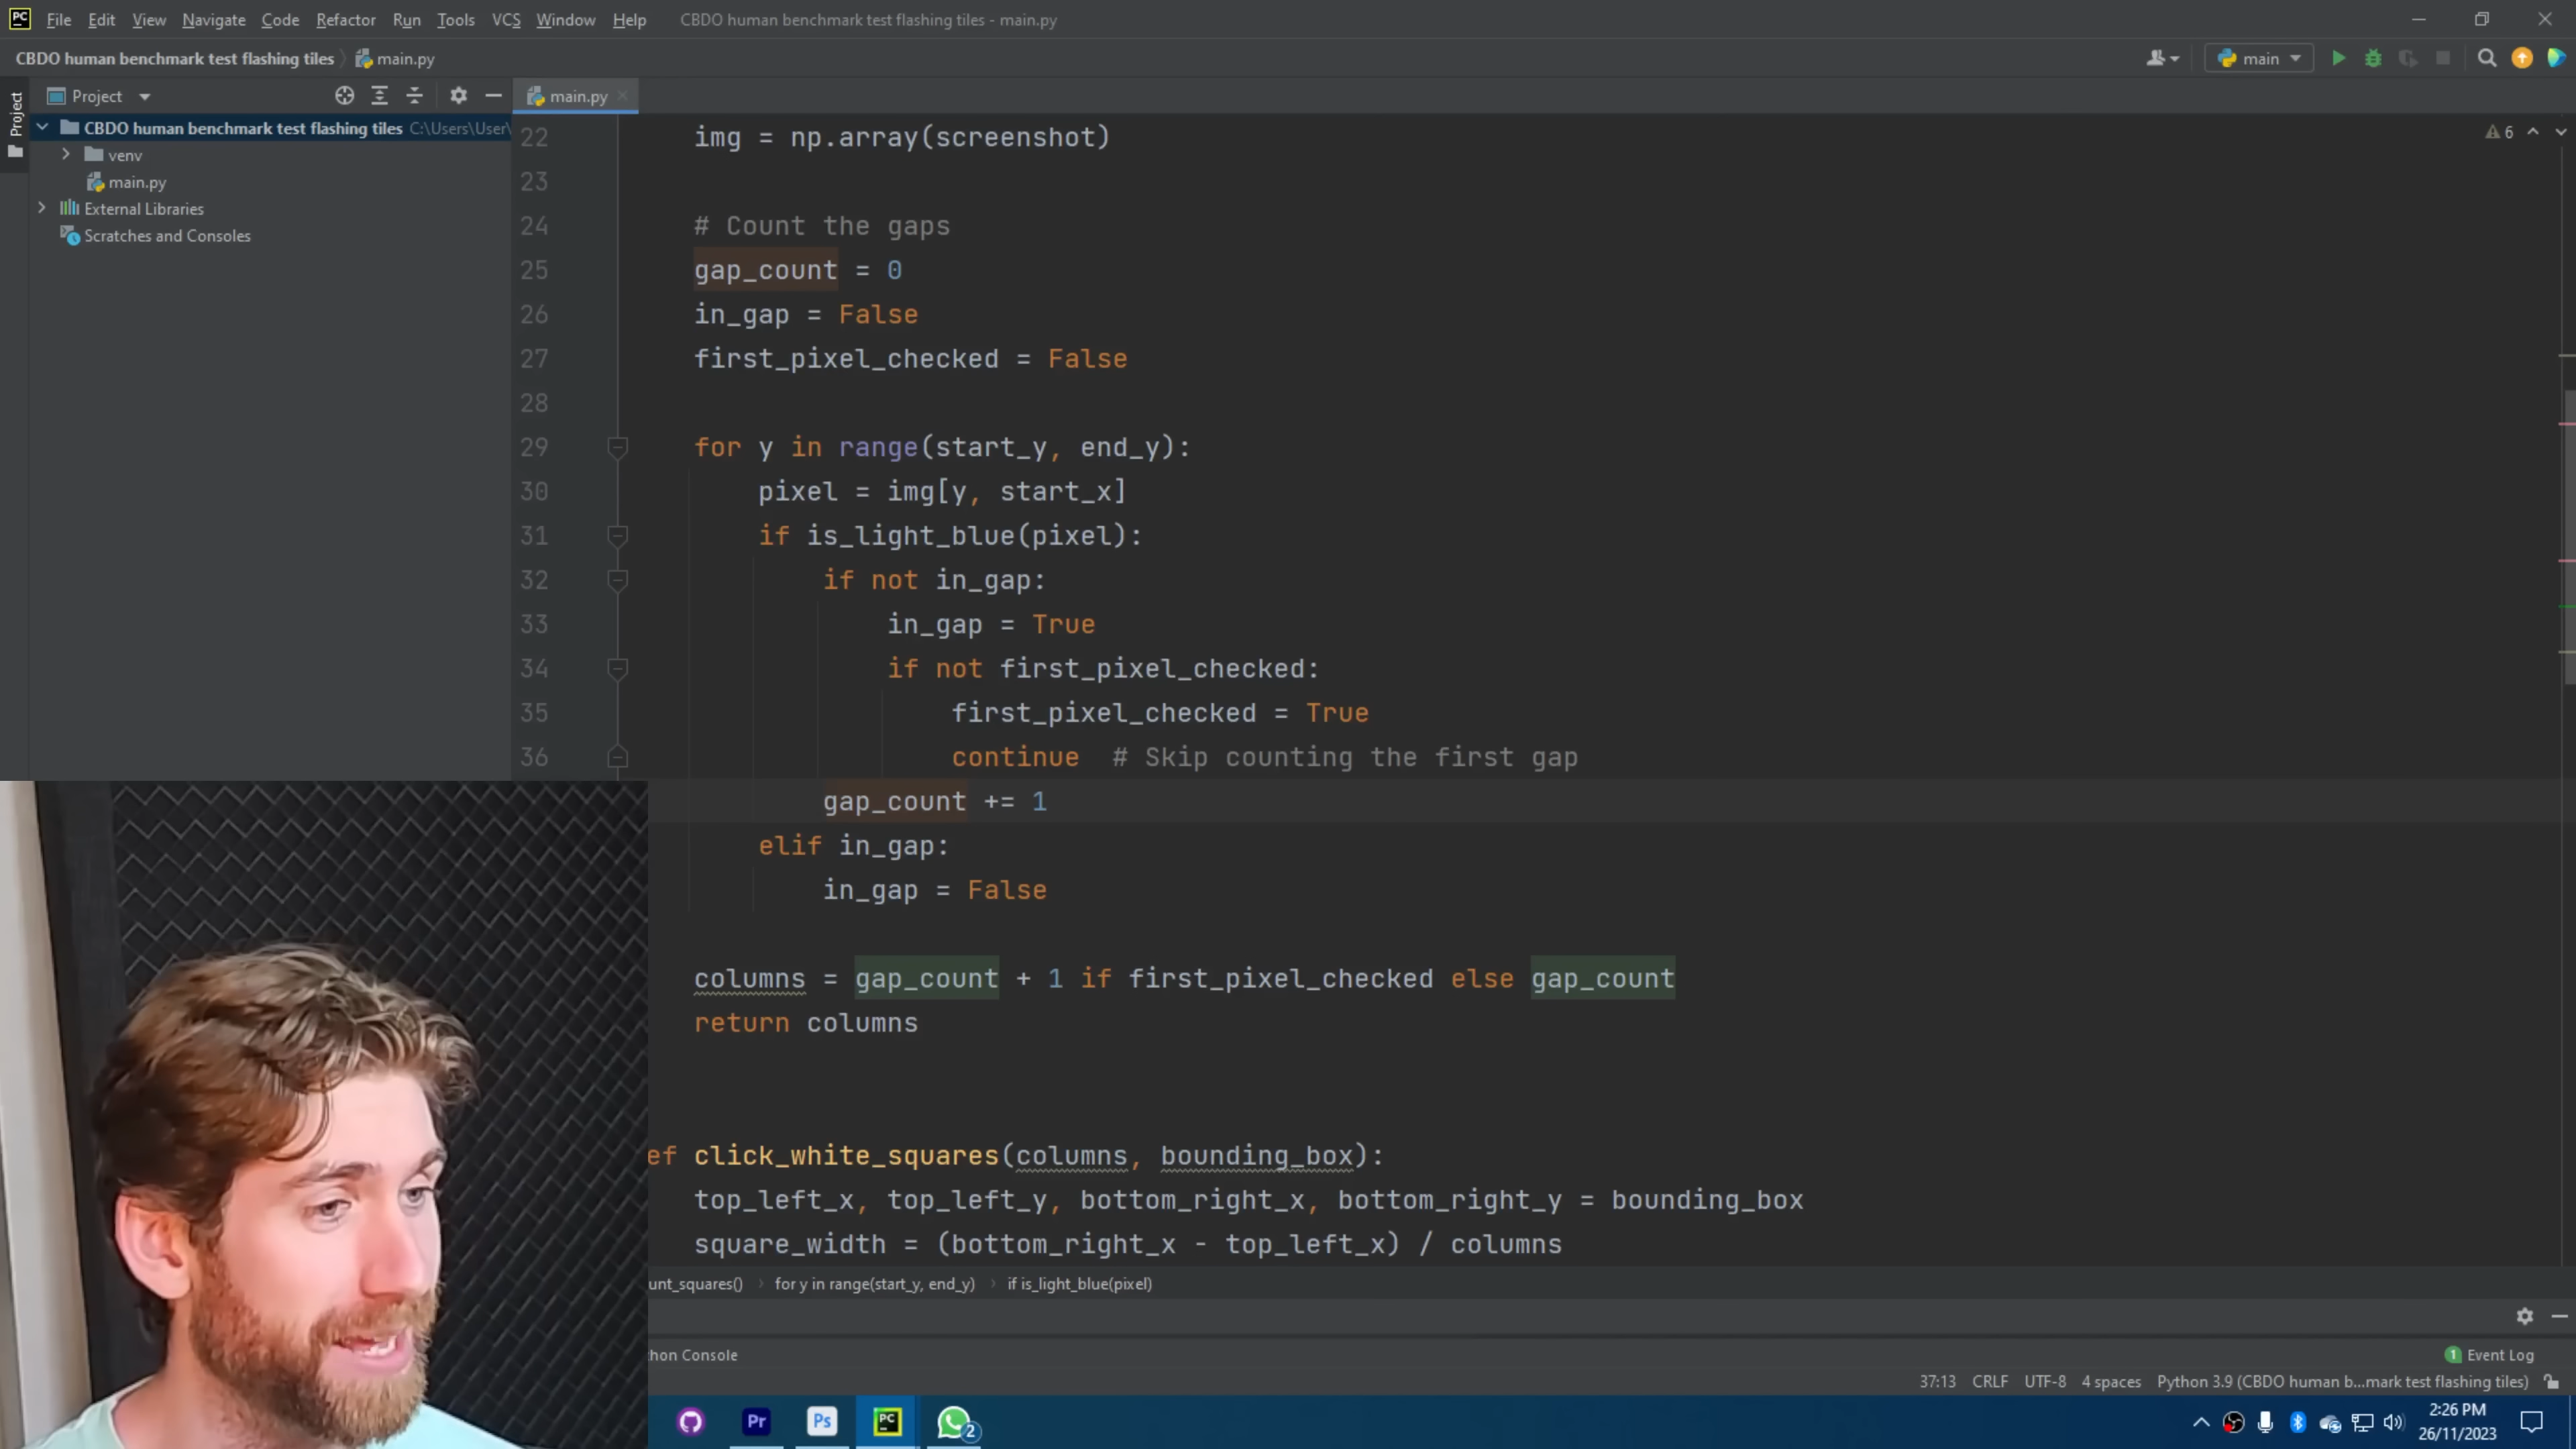 PC File Edit View Navigate Code Refactor Run Tools VCS Window Help CBDO human benchmark test flashing tiles - main.py
CBDO human benchmark test flashing tiles main.py main
Project Project main.py
CBDO human benchmark test flashing tiles C:\Users\User\
venv
main.py
External Libraries
Scratches and Consoles
6
22 img = np.array(screenshot)
23
24 # Count the gaps
25 gap_count = 0
26 in_gap = False
27 first_pixel_checked = False
28
29 for y in range(start_y, end_y):
30 pixel = img[y, start_x]
31 if is_light_blue(pixel):
32 if not in_gap:
33 in_gap = True
34 if not first_pixel_checked:
35 first_pixel_checked = True
36 continue # Skip counting the first gap
gap_count += 1
elif in_gap:
in_gap = False
columns = gap_count + 1 if first_pixel_checked else gap_count
return columns
ef click_white_squares(columns, bounding_box):
top_left_x, top_left_y, bottom_right_x, bottom_right_y = bounding_box
square_width = (bottom_right_x - top_left_x) / columns
unt_squares() for y in range(start_y, end_y) if is_light_blue(pixel)
thon Console 1 Event Log
37:13 CRLF UTF-8 4 spaces Python 3.9 (CBDO human b...mark test flashing tiles)
Pr Ps PC 2 2:26 PM
26/11/2023